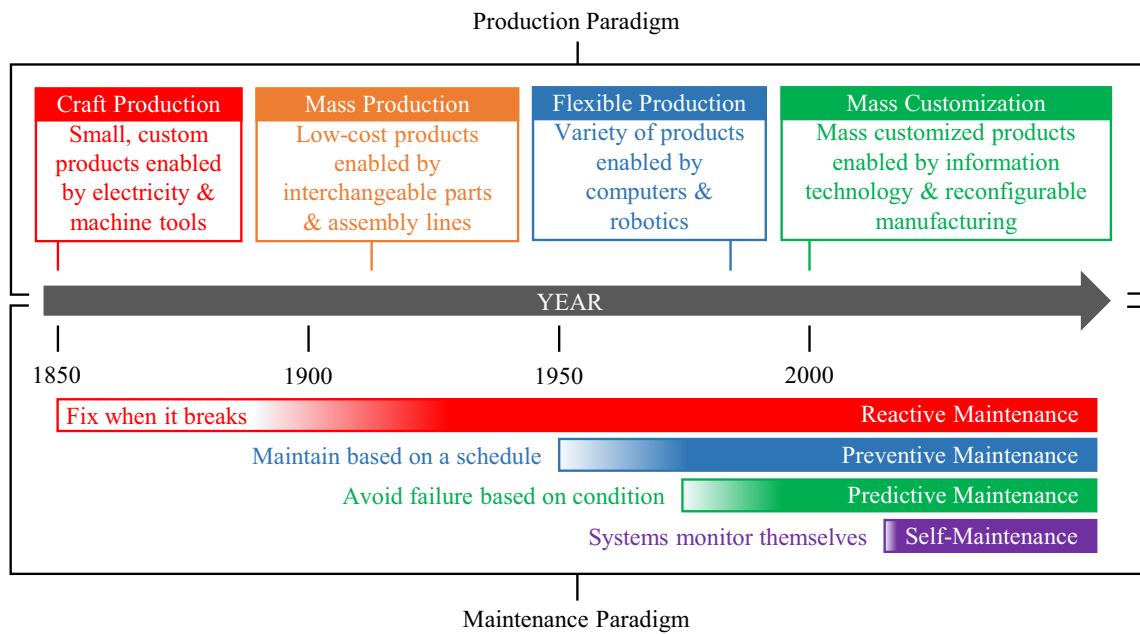 Production Paradigm
Craft Production
Small, custom
products enabled
by electricity &
machine tools
Mass Production
Low-cost products
enabled by
interchangeable parts
& assembly lines
Flexible Production
Variety of products
enabled by
computers &
robotics
Mass Customization
Mass customized products
enabled by information
technology & reconfigurable
manufacturing
YEAR
1850
1900
1950
2000
Fix when it breaks
Reactive Maintenance
Maintain based on a schedule
Preventive Maintenance
Avoid failure based on condition
Predictive Maintenance
Systems monitor themselves
Self-Maintenance
Maintenance Paradigm